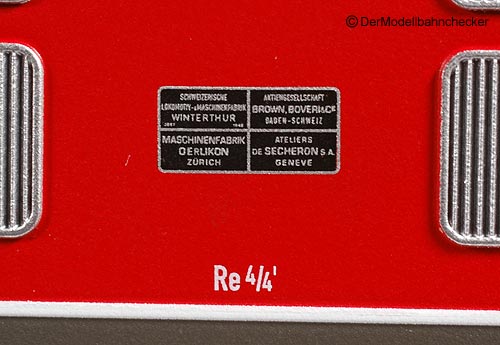 © DerModellbahnchecker
SCHWEIZERISCHE
LOKOMOTIV-&MASCHINENFABRIK
WINTERTHUR
AKTIENGESELLSCHAFT
BROWN, BOVERI & Cie
BADEN-SCHWEIZ
MASCHINENFABRIK
OERLIKON
ZÜRICH
ATELIERS
DE SECHERON S.A.
GENEVE
Re 4/4ᴵ